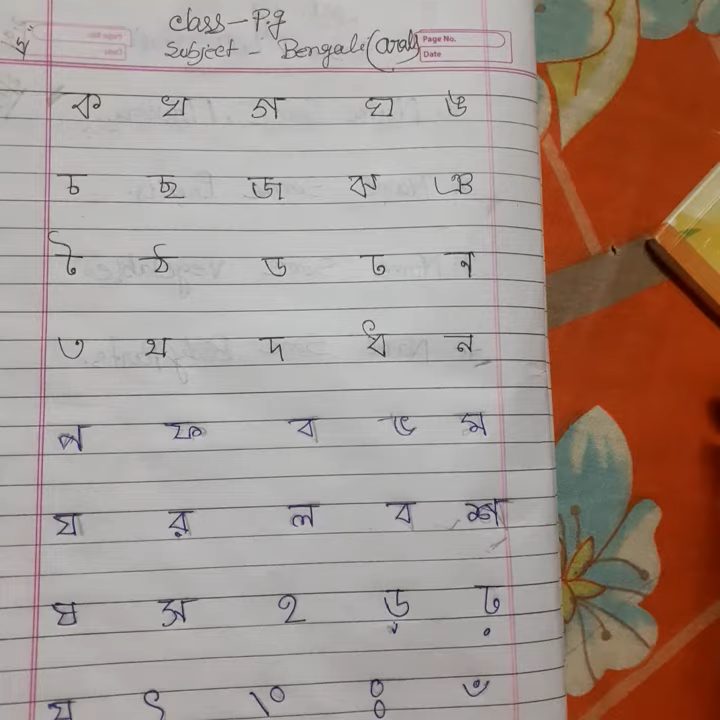 Class - P.g
Subject - Bengali (Oral)
Page No.
Date
ক খ গ ঘ ঙ
চ ছ জ ঝ ঞ
ট ঠ ড ঢ ন
ত থ দ ধ ন
প ফ ব ভ ম
য র ল ব শ
ষ স হ ড় ঢ়
য় ৎ ং ঃ ঁ